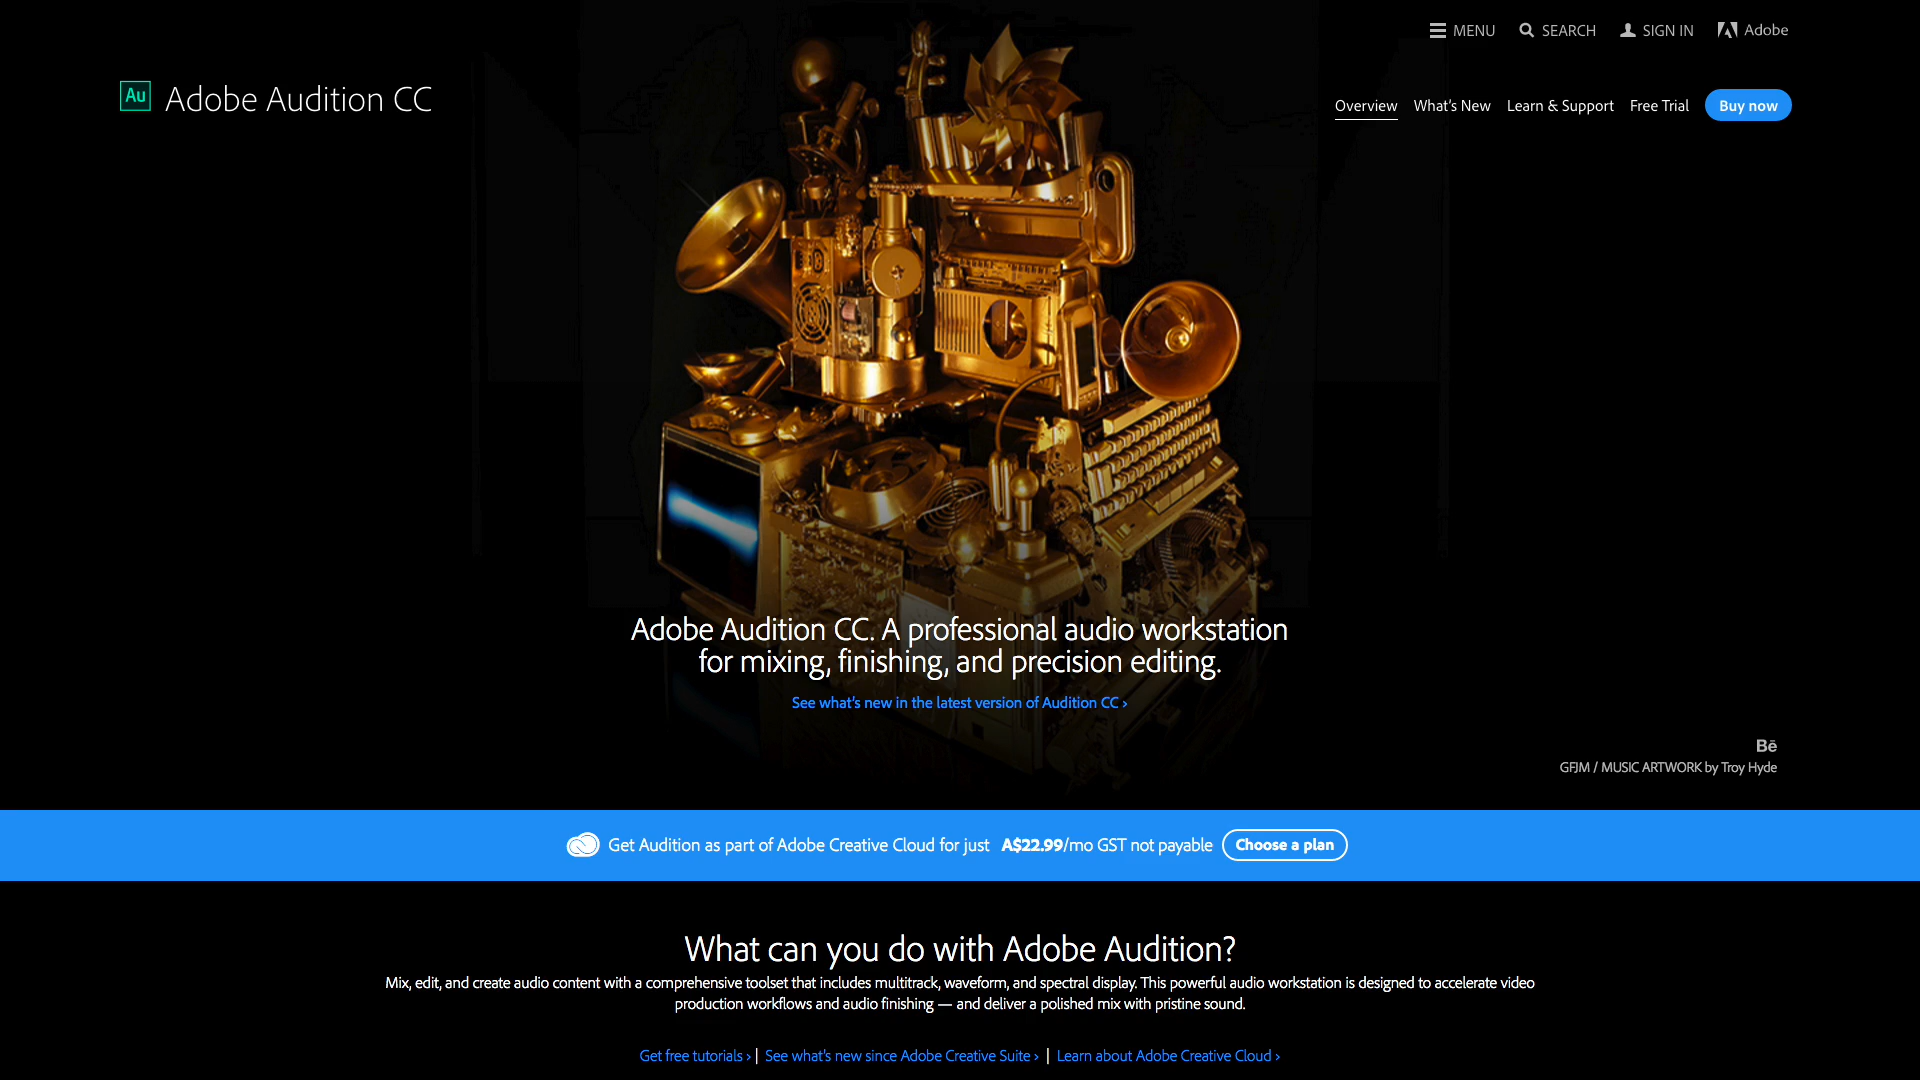 MENU SEARCH SIGN IN Adobe
Au Adobe Audition CC
Overview What's New Learn & Support Free Trial Buy now
Adobe Audition CC. A professional audio workstation
for mixing, finishing, and precision editing.
See what's new in the latest version of Audition CC ›
Bē
GFJM / MUSIC ARTWORK by Troy Hyde
Get Audition as part of Adobe Creative Cloud for just A$22.99/mo GST not payable Choose a plan
What can you do with Adobe Audition?
Mix, edit, and create audio content with a comprehensive toolset that includes multitrack, waveform, and spectral display. This powerful audio workstation is designed to accelerate video
production workflows and audio finishing — and deliver a polished mix with pristine sound.
Get free tutorials › | See what's new since Adobe Creative Suite › | Learn about Adobe Creative Cloud ›